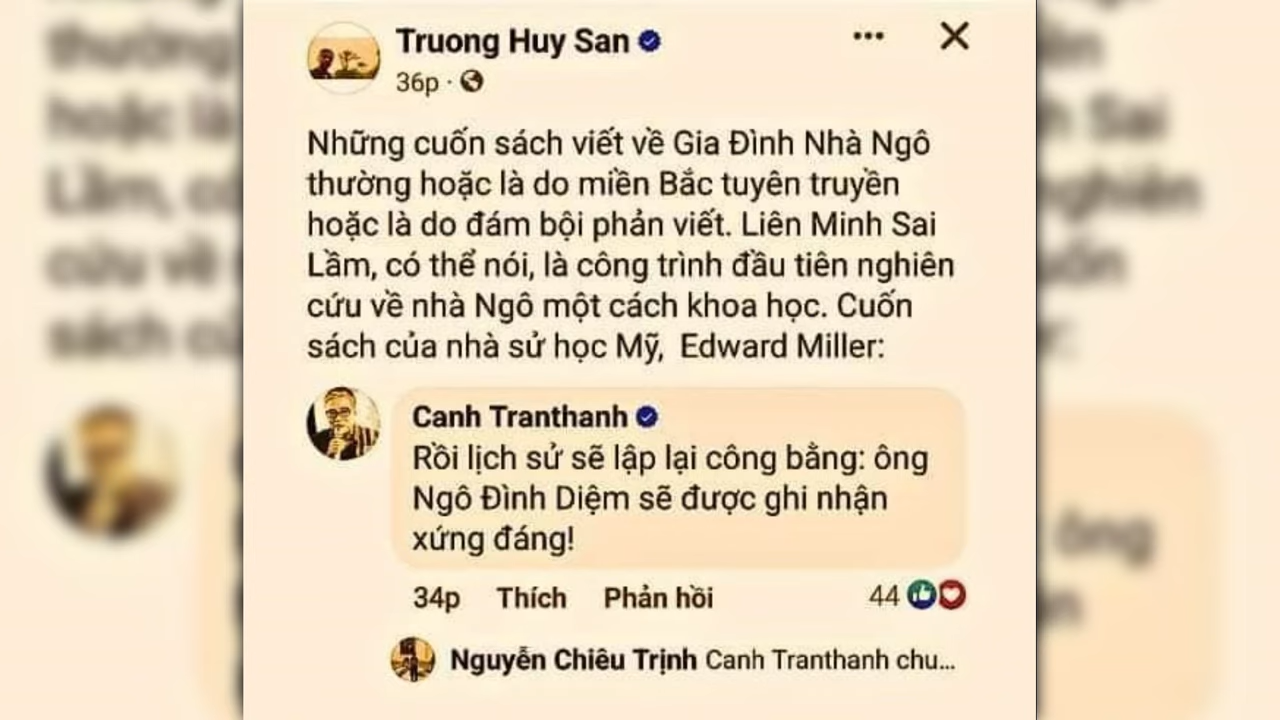 Truong Huy San
36p
Những cuốn sách viết về Gia Đình Nhà Ngô
thường hoặc là do miền Bắc tuyên truyền
hoặc là do đám bội phản viết. Liên Minh Sai
Lầm, có thể nói, là công trình đầu tiên nghiên
cứu về nhà Ngô một cách khoa học. Cuốn
sách của nhà sử học Mỹ, Edward Miller:
Canh Tranthanh
Rồi lịch sử sẽ lập lại công bằng: ông
Ngô Đình Diệm sẽ được ghi nhận
xứng đáng!
34p Thích Phản hồi 44
Nguyễn Chiêu Trịnh Canh Tranthanh chu...